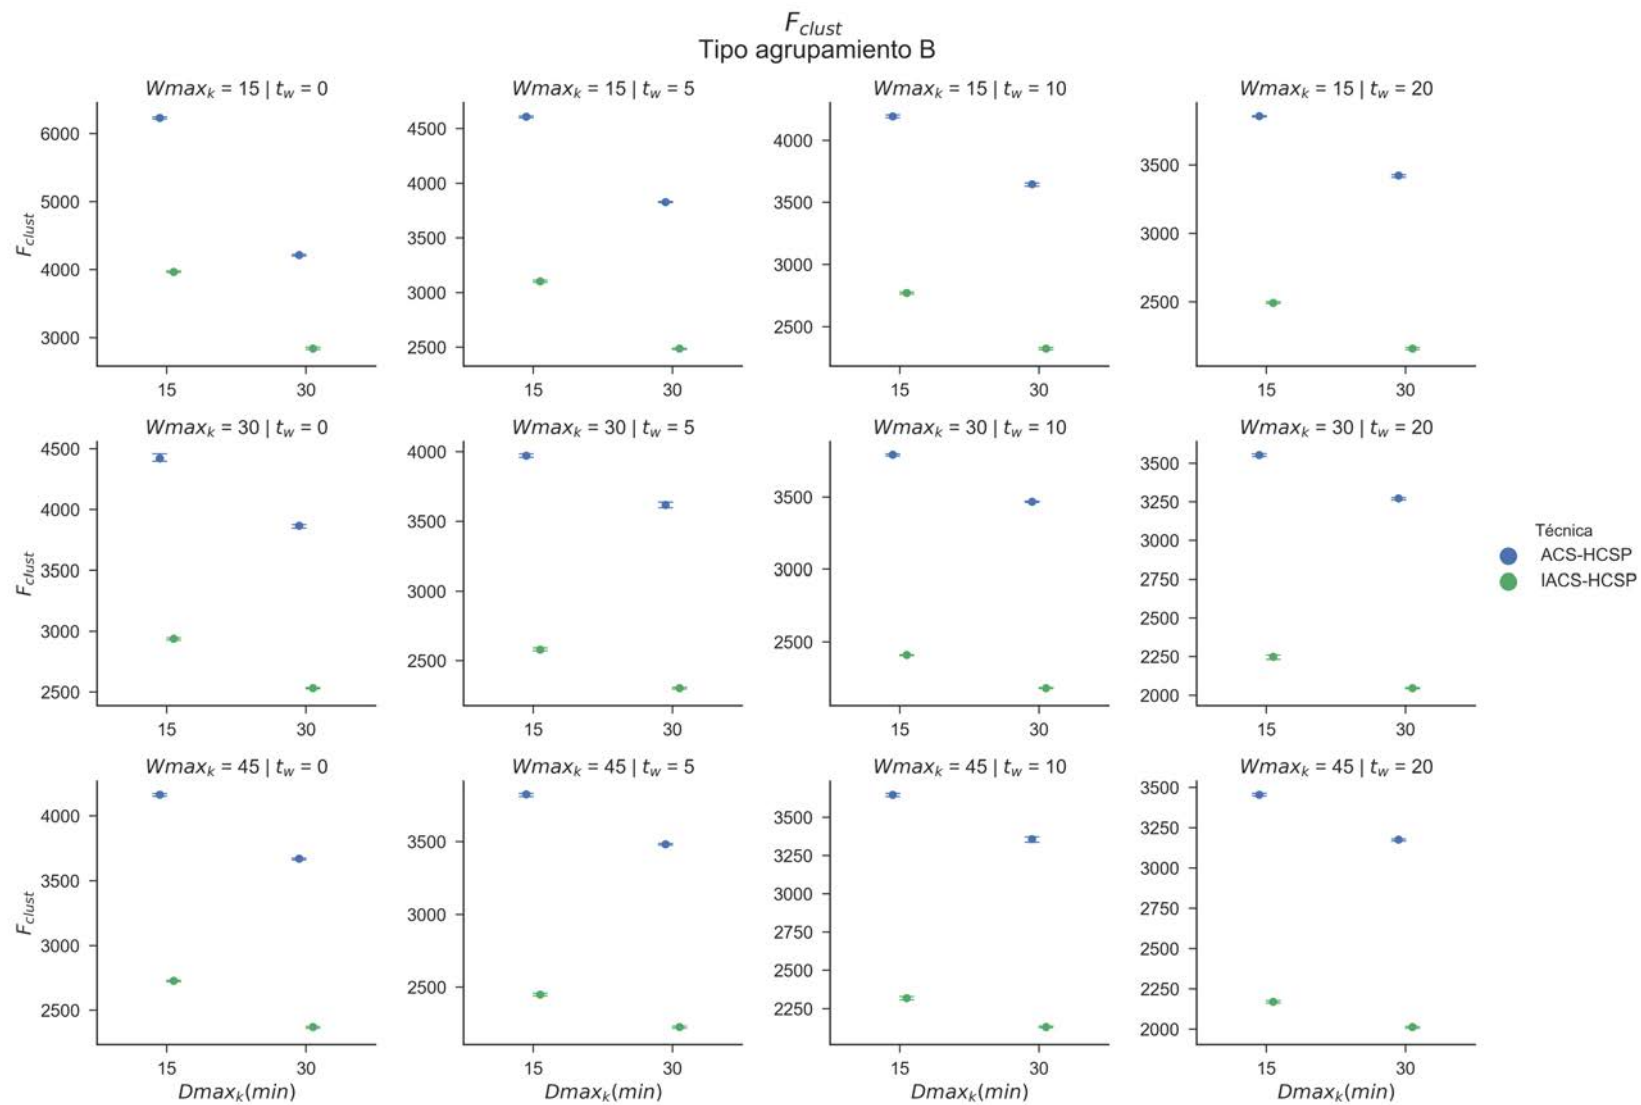 F_clust
Tipo agrupamiento B
Wmax_k = 15 | t_w = 0
Wmax_k = 15 | t_w = 5
Wmax_k = 15 | t_w = 10
Wmax_k = 15 | t_w = 20
F_clust
6000
5000
4000
3000
15 30
4500
4000
3500
3000
2500
15 30
4000
3500
3000
2500
15 30
3500
3000
2500
15 30
Wmax_k = 30 | t_w = 0
Wmax_k = 30 | t_w = 5
Wmax_k = 30 | t_w = 10
Wmax_k = 30 | t_w = 20
F_clust
4500
4000
3500
3000
2500
15 30
4000
3500
3000
2500
15 30
3500
3000
2500
15 30
3500
3250
3000
2750
2500
2250
2000
15 30
Técnica
ACS-HCSP
IACS-HCSP
Wmax_k = 45 | t_w = 0
Wmax_k = 45 | t_w = 5
Wmax_k = 45 | t_w = 10
Wmax_k = 45 | t_w = 20
F_clust
4000
3500
3000
2500
15 30
Dmax_k(min)
3500
3000
2500
15 30
Dmax_k(min)
3500
3250
3000
2750
2500
2250
15 30
Dmax_k(min)
3500
3250
3000
2750
2500
2250
2000
15 30
Dmax_k(min)